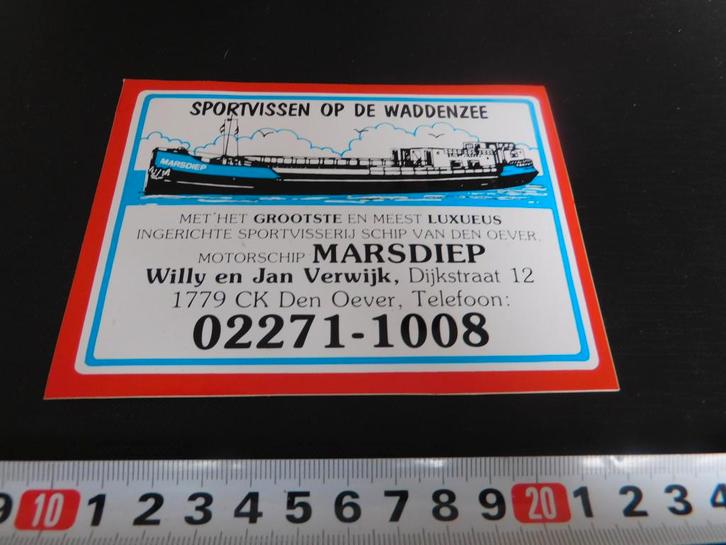 SPORTVISSEN OP DE WADDENZEE
MARSDIEP
MET HET GROOTSTE EN MEEST LUXUEUS
INGERICHTE SPORTVISSERIJ SCHIP VAN DEN OEVER.
MOTORSCHIP MARSDIEP
Willy en Jan Verwijk, Dijkstraat 12
1779 CK Den Oever, Telefoon:
02271-1008
9 10 1 2 3 4 5 6 7 8 9 20 1 2 3 4